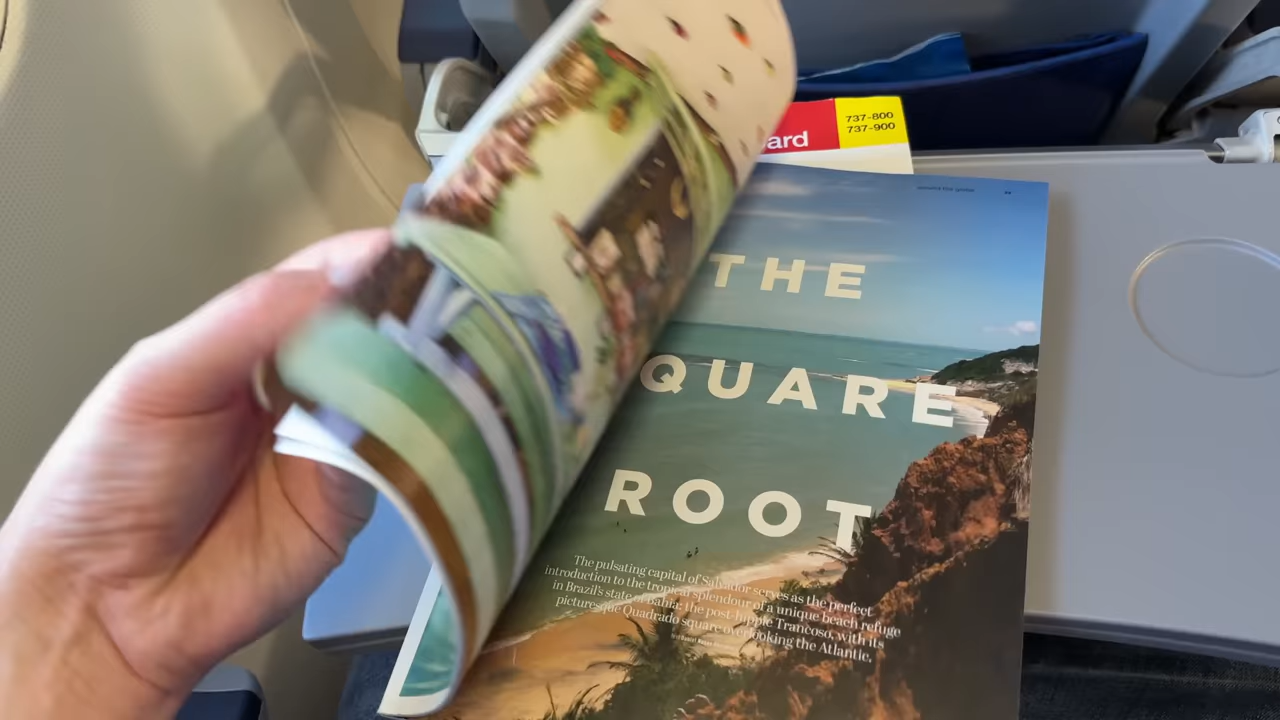 ard
737-800
737-900
THE
QUARE
ROOT
The pulsating capital of Salvador serves as the perfect
introduction to the tropical splendour of a unique beach refuge
in Brazil's state of Bahia: the post-hippie Trancoso, with its
picturesque Quadrado square overlooking the Atlantic.